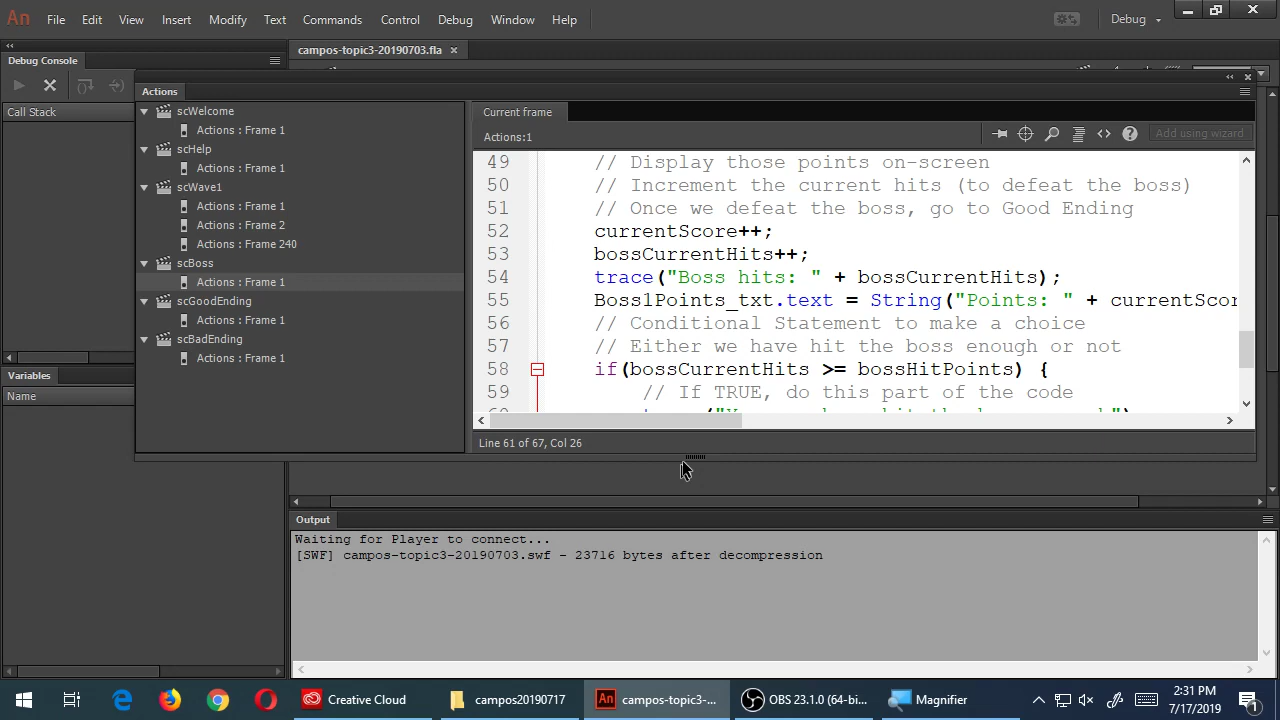 An File Edit View Insert Modify Text Commands Control Debug Window Help Debug
campos-topic3-20190703.fla
Debug Console
Call Stack
Variables
Name
Actions
scWelcome
Actions : Frame 1
scHelp
Actions : Frame 1
scWave1
Actions : Frame 1
Actions : Frame 2
Actions : Frame 240
scBoss
Actions : Frame 1
scGoodEnding
Actions : Frame 1
scBadEnding
Actions : Frame 1
Current frame
Actions:1
Add using wizard
49 // Display those points on-screen
50 // Increment the current hits (to defeat the boss)
51 // Once we defeat the boss, go to Good Ending
52 currentScore++;
53 bossCurrentHits++;
54 trace("Boss hits: " + bossCurrentHits);
55 Boss1Points_txt.text = String("Points: " + currentScor
56 // Conditional Statement to make a choice
57 // Either we have hit the boss enough or not
58 if(bossCurrentHits >= bossHitPoints) {
59 // If TRUE, do this part of the code
Line 61 of 67, Col 26
Output
Waiting for Player to connect...
[SWF] campos-topic3-20190703.swf - 23716 bytes after decompression
Creative Cloud
campos20190717
An campos-topic3-...
OBS 23.1.0 (64-bi...
Magnifier
2:31 PM
7/17/2019
1